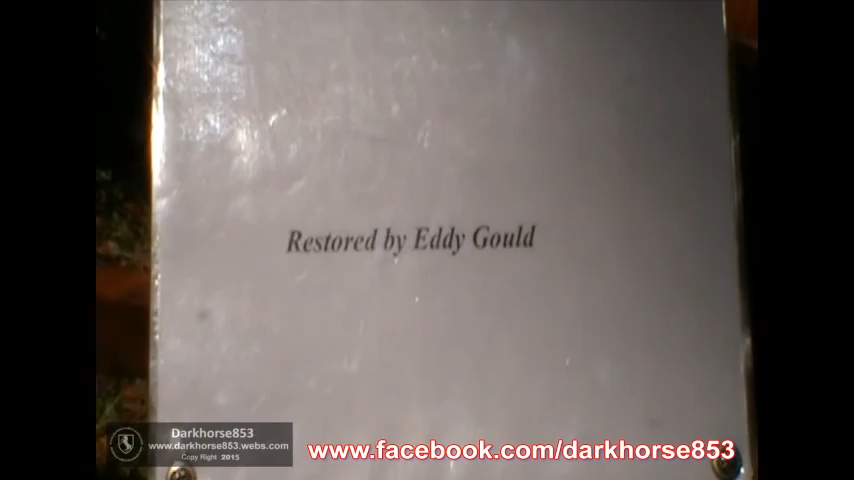 Restored by Eddy Gould
Darkhorse853
www.darkhorse853.webs.com
Copy Right 2015
www.facebook.com/darkhorse853